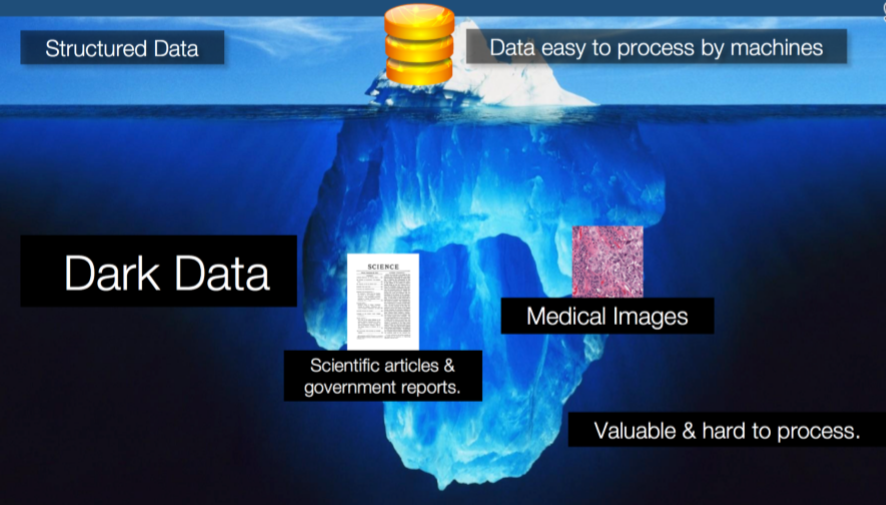 Structured Data
Data easy to process by machines
Dark Data
SCIENCE
Medical Images
Scientific articles &
government reports.
Valuable & hard to process.